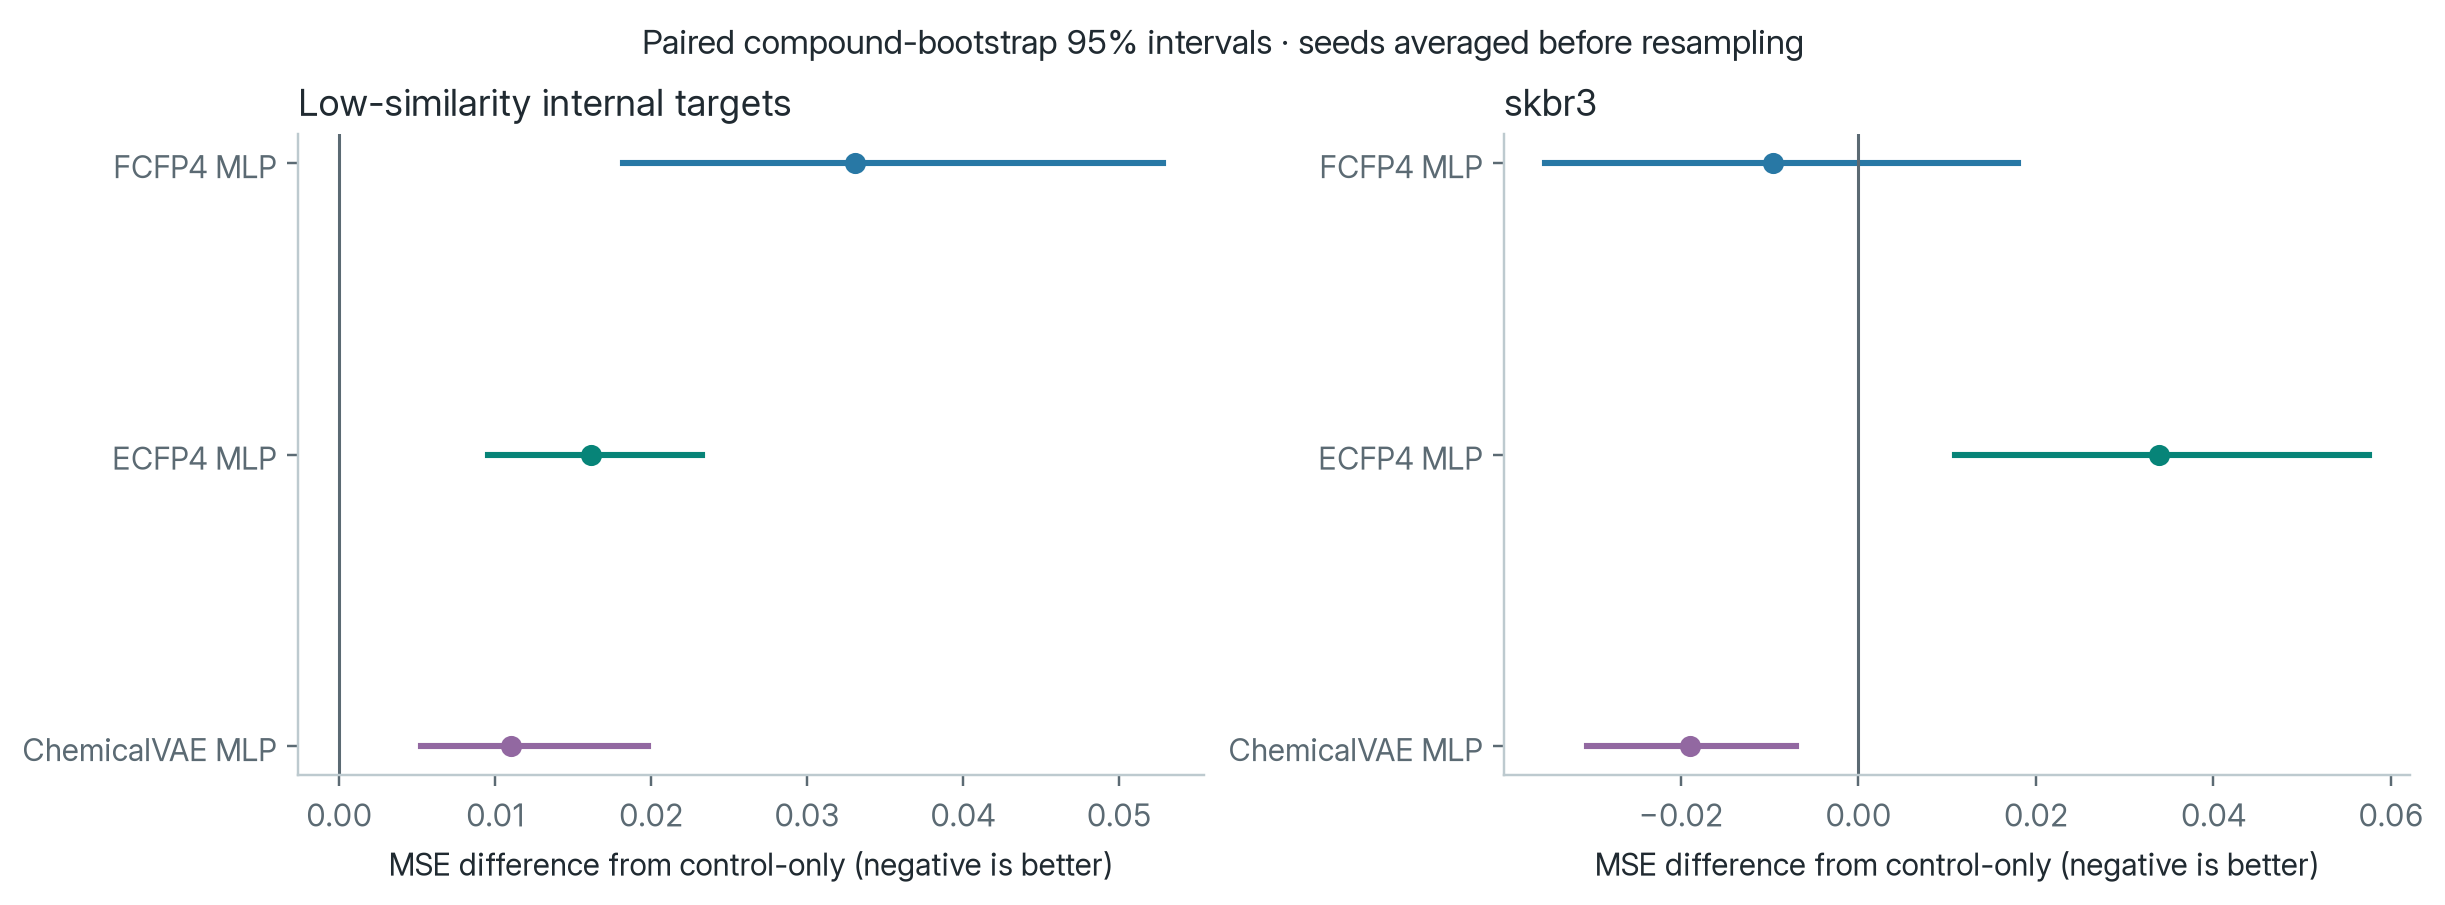 Paired compound-bootstrap 95% intervals · seeds averaged before resampling
Low-similarity internal targets
FCFP4 MLP
ECFP4 MLP
ChemicalVAE MLP
0.00 0.01 0.02 0.03 0.04 0.05
MSE difference from control-only (negative is better)
skbr3
FCFP4 MLP
ECFP4 MLP
ChemicalVAE MLP
−0.02 0.00 0.02 0.04 0.06
MSE difference from control-only (negative is better)